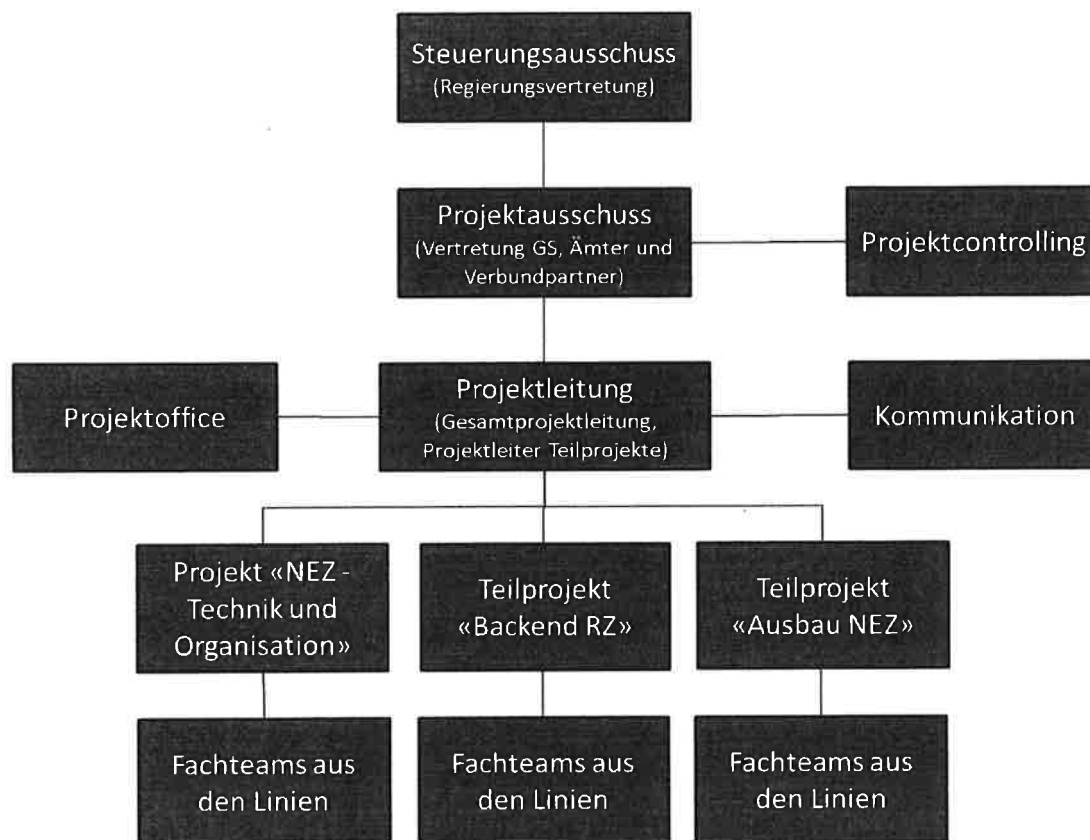 Steuerungsausschuss
(Regierungsvertretung)
Projektausschuss
(Vertretung GS, Ämter und
Verbundpartner)
Projektcontrolling
Projektoffice
Projektleitung
(Gesamtprojektleitung,
Projektleiter Teilprojekte)
Kommunikation
Projekt «NEZ -
Technik und
Organisation»
Teilprojekt
«Backend RZ»
Teilprojekt
«Ausbau NEZ»
Fachteams aus
den Linien
Fachteams aus
den Linien
Fachteams aus
den Linien